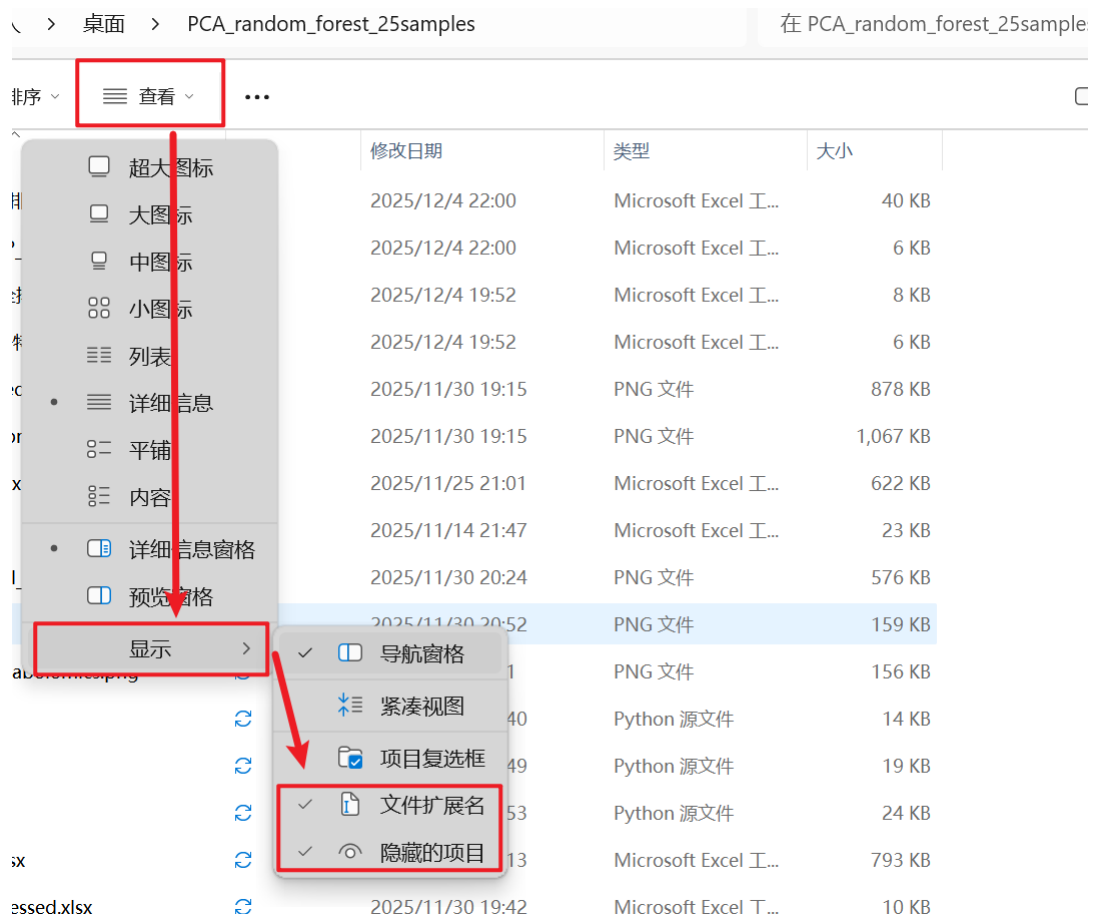 桌面 > PCA_random_forest_25samples 在 PCA_random_forest_25samples
排序 查看 •••
修改日期 类型 大小
超大图标
2025/12/4 22:00 Microsoft Excel 工... 40 KB
大图标
2025/12/4 22:00 Microsoft Excel 工... 6 KB
中图标
2025/12/4 19:52 Microsoft Excel 工... 8 KB
小图标
2025/12/4 19:52 Microsoft Excel 工... 6 KB
列表
2025/11/30 19:15 PNG 文件 878 KB
详细信息
2025/11/30 19:15 PNG 文件 1,067 KB
平铺
2025/11/25 21:01 Microsoft Excel 工... 622 KB
内容
2025/11/14 21:47 Microsoft Excel 工... 23 KB
详细信息窗格
2025/11/30 20:24 PNG 文件 576 KB
预览窗格
2025/11/30 20:52 PNG 文件 159 KB
显示 >
导航窗格
1 PNG 文件 156 KB
紧凑视图
40 Python 源文件 14 KB
项目复选框
49 Python 源文件 19 KB
文件扩展名
53 Python 源文件 24 KB
隐藏的项目
sx 13 Microsoft Excel 工... 793 KB
essed.xlsx 2025/11/30 19:42 Microsoft Excel 工... 10 KB